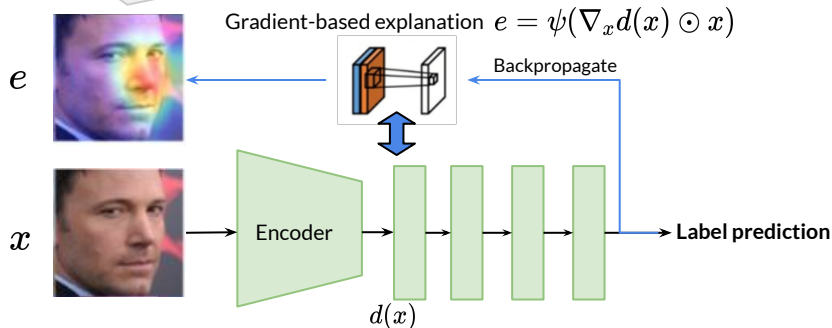 Gradient-based explanation e = ψ(∇ₓd(x) ⊙ x)
e
Backpropagate
x
Encoder
Label prediction
d(x)